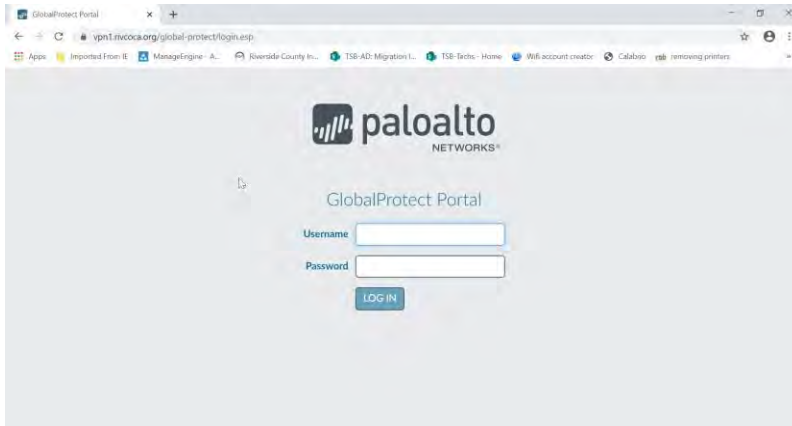 GlobalProtect Portal
vpn1.rivcoca.org/global-protect/login.esp
Apps Imported From IE ManageEngine - A... Riverside County In... TSB-AD: Migration I... TSB-Techs - Home Wifi account creator Calabrio removing printers
paloalto
NETWORKS®
GlobalProtect Portal
Username
Password
LOG IN